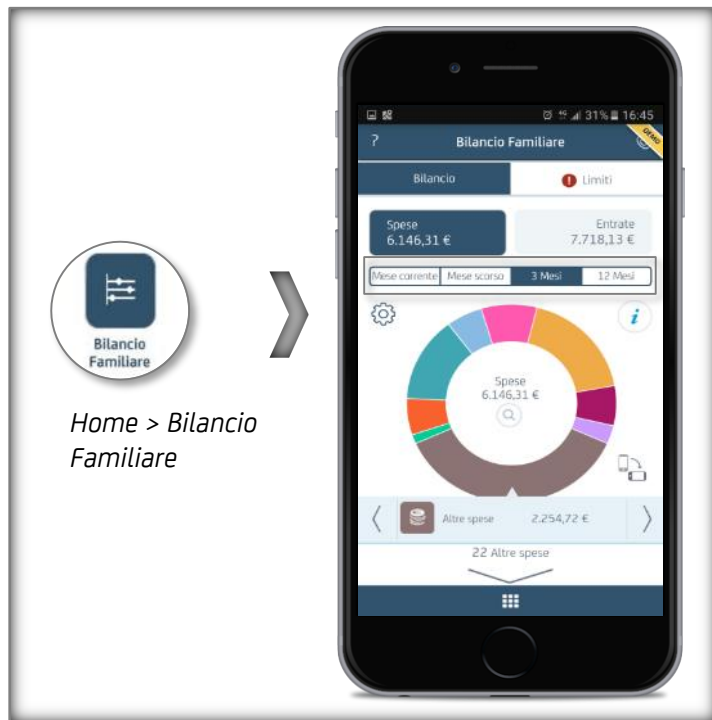 31% 16:45
DEMO
? Bilancio Familiare
Bilancio ! Limiti
Spese Entrate
6.146,31 € 7.718,13 €
Mese corrente Mese scorso 3 Mesi 12 Mesi
i
Spese
6.146,31 €
Altre spese 2.254,72 €
22 Altre spese
Bilancio
Familiare
Home > Bilancio
Familiare